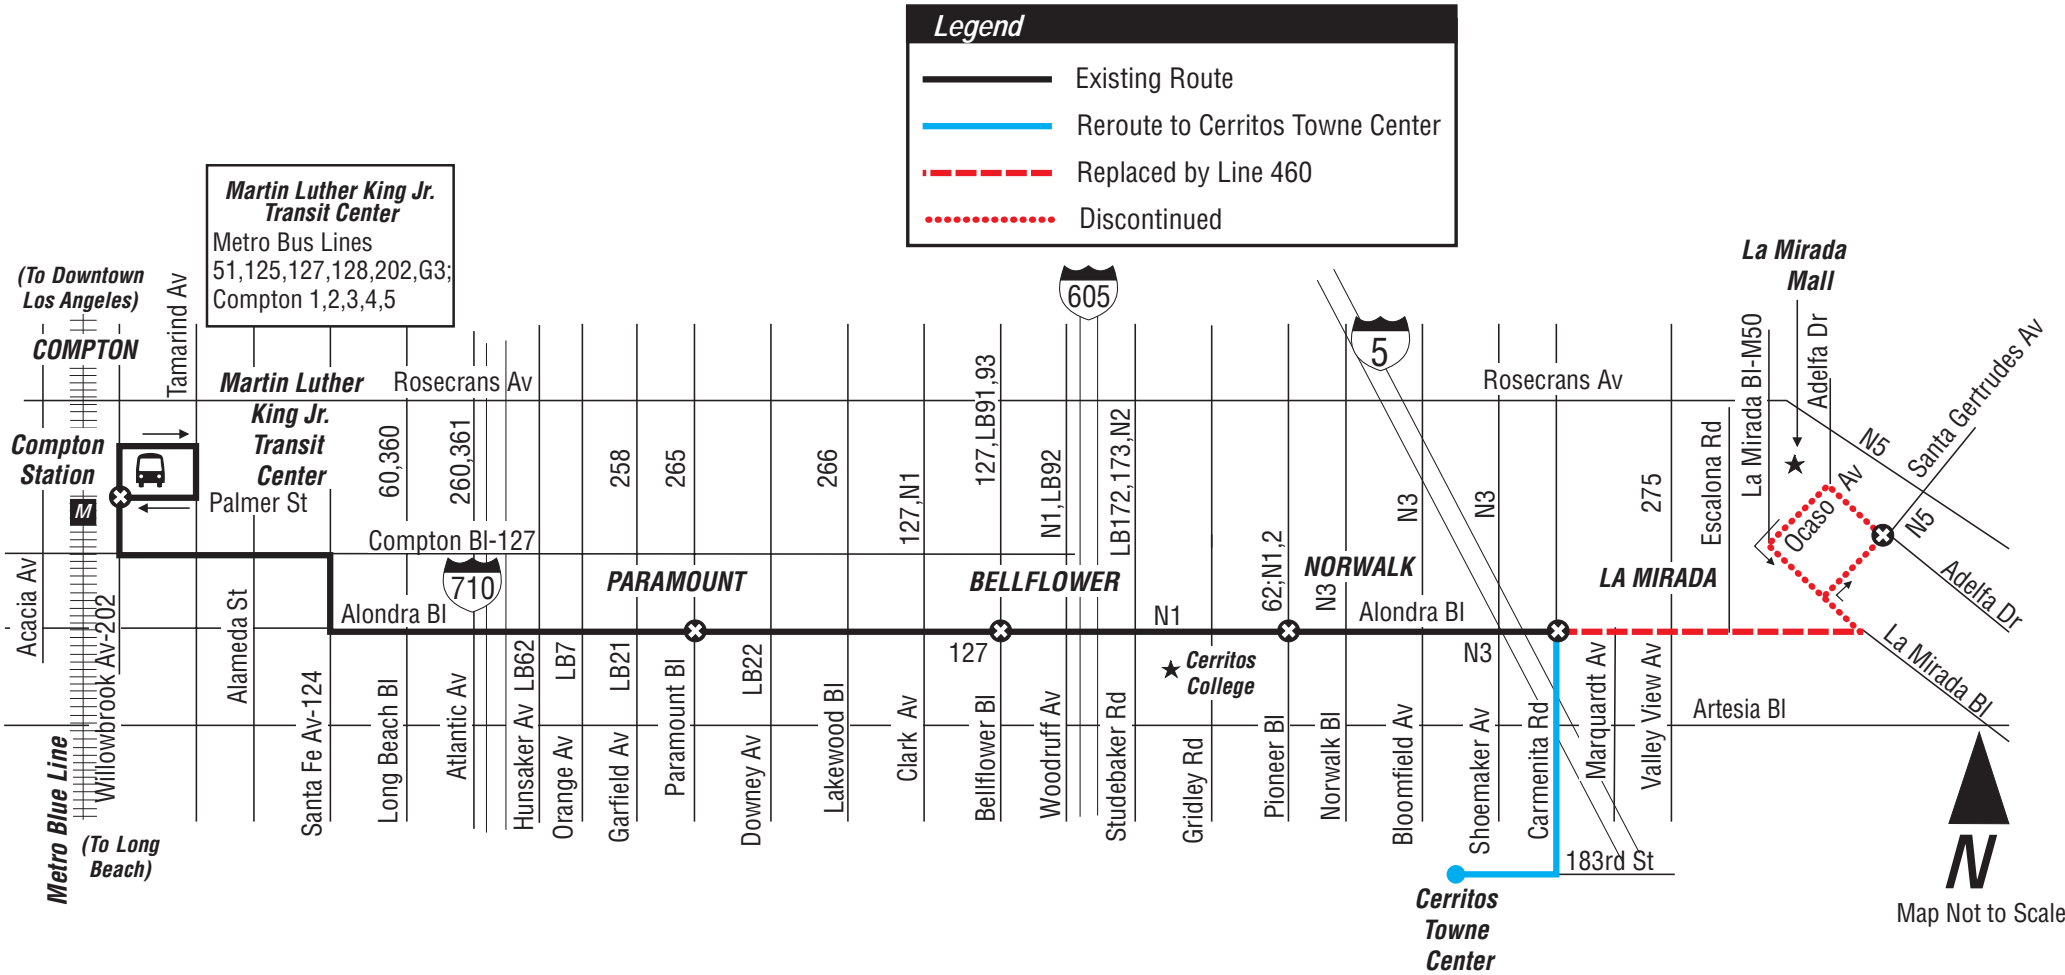 Legend
Existing Route
Reroute to Cerritos Towne Center
Replaced by Line 460
Discontinued
Martin Luther King Jr.
Transit Center
Metro Bus Lines
51,125,127,128,202,G3;
Compton 1,2,3,4,5
(To Downtown
Los Angeles)
COMPTON
Tamarind Av
Martin Luther
King Jr.
Transit
Center
Rosecrans Av
Compton
Station
M
Palmer St
Compton Bl-127
60,360
260,361
258
265
266
127,N1
127,LB91,93
605
N1,LB92
LB172,173,N2
62;N1,2
N3
5
N3
N3
Rosecrans Av
275
Escalona Rd
La Mirada Bl-M50
La Mirada
Mall
Adelfa Dr
Santa Gertrudes Av
N5
Ocaso Av
N5
Adelfa Dr
710
PARAMOUNT
BELLFLOWER
NORWALK
LA MIRADA
Alondra Bl
N1
Alondra Bl
127
N3
Cerritos
College
La Mirada Bl
Artesia Bl
Acacia Av
Willowbrook Av-202
Alameda St
Santa Fe Av-124
Long Beach Bl
Atlantic Av
Hunsaker Av LB62
Orange Av LB7
Garfield Av LB21
Paramount Bl
Downey Av LB22
Lakewood Bl
Clark Av
Bellflower Bl
Woodruff Av
Studebaker Rd
Gridley Rd
Pioneer Bl
Norwalk Bl
Bloomfield Av
Shoemaker Av
Carmenita Rd
Marquardt Av
Valley View Av
Metro Blue Line
(To Long
Beach)
183rd St
Cerritos
Towne
Center
N
Map Not to Scale